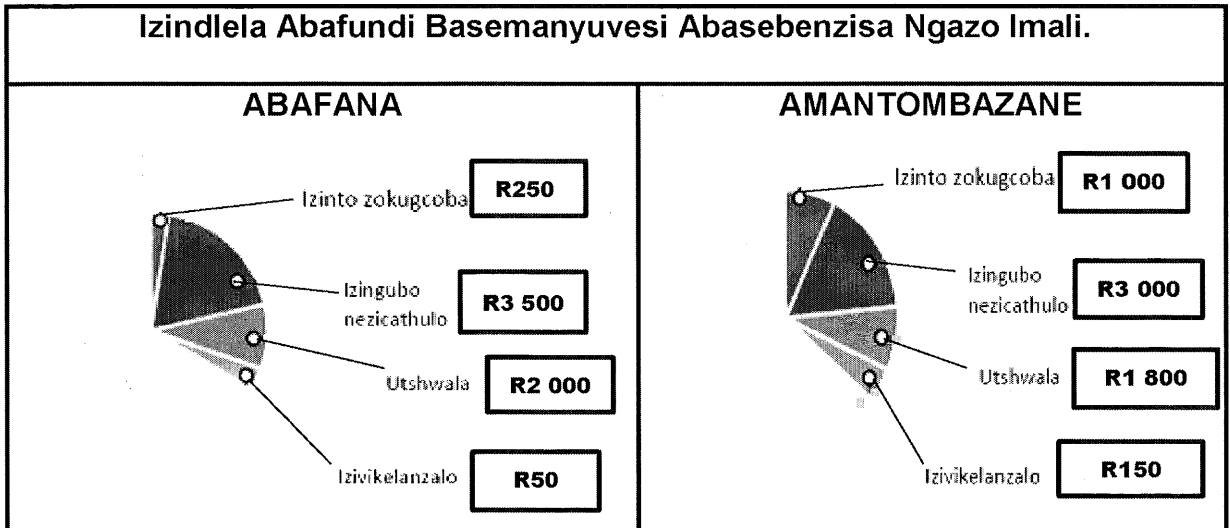 Izindlela Abafundi Basemanyuvesi Abasebenzisa Ngazo Imali.
ABAFANA
Izinto zokugcoba
R250
Izingubo
nezicathulo
R3 500
Utshwala
R2 000
Izivikelanzalo
R50
AMANTOMBAZANE
Izinto zokugcoba
R1 000
Izingubo
nezicathulo
R3 000
Utshwala
R1 800
Izivikelanzalo
R150